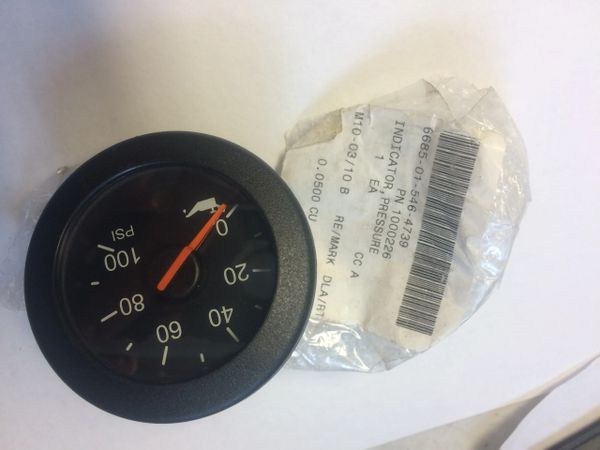 6685-01-546-4739
CC A
PN 1000226
INDICATOR, PRESSURE
1 EA
M10-03/10 B RE/MARK DLA/RT
0.0500 CU
0
20
40
60
80
100
PSI